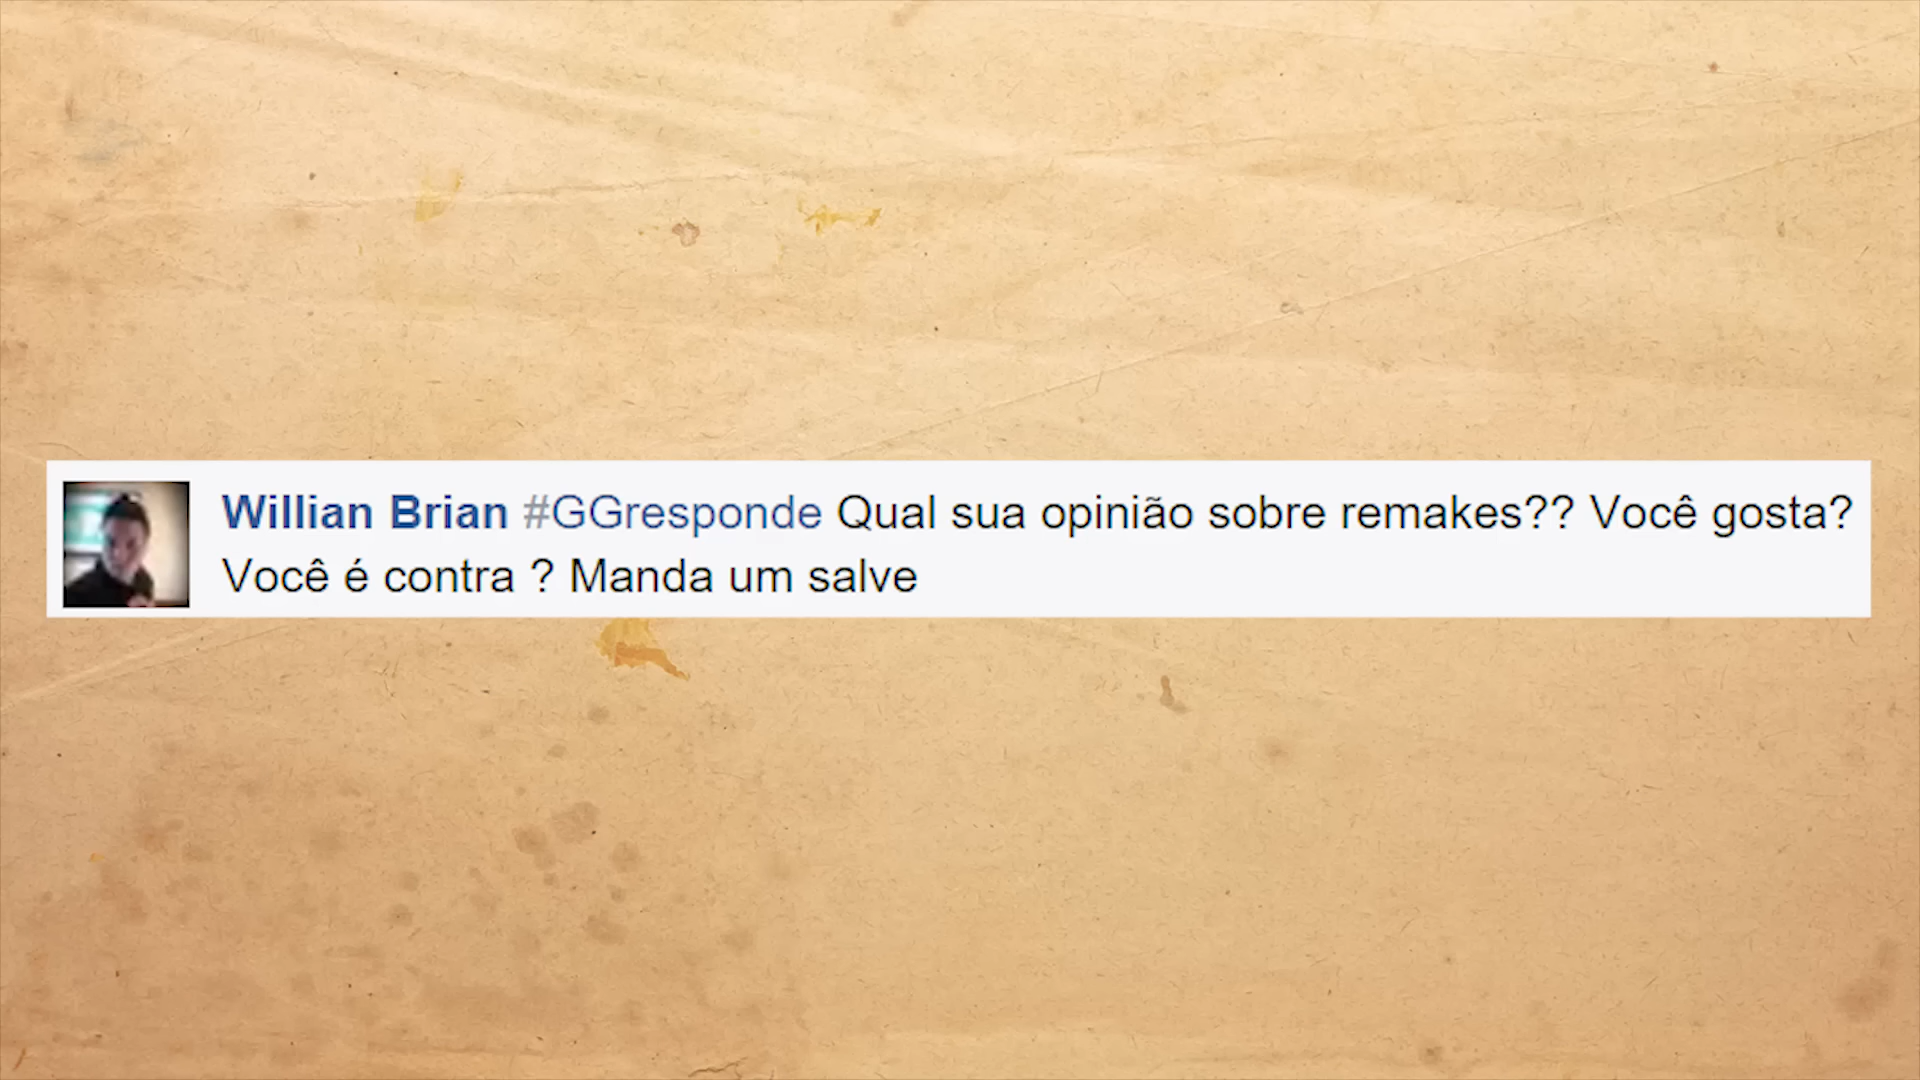 Willian Brian #GGresponde Qual sua opinião sobre remakes?? Você gosta?
Você é contra ? Manda um salve